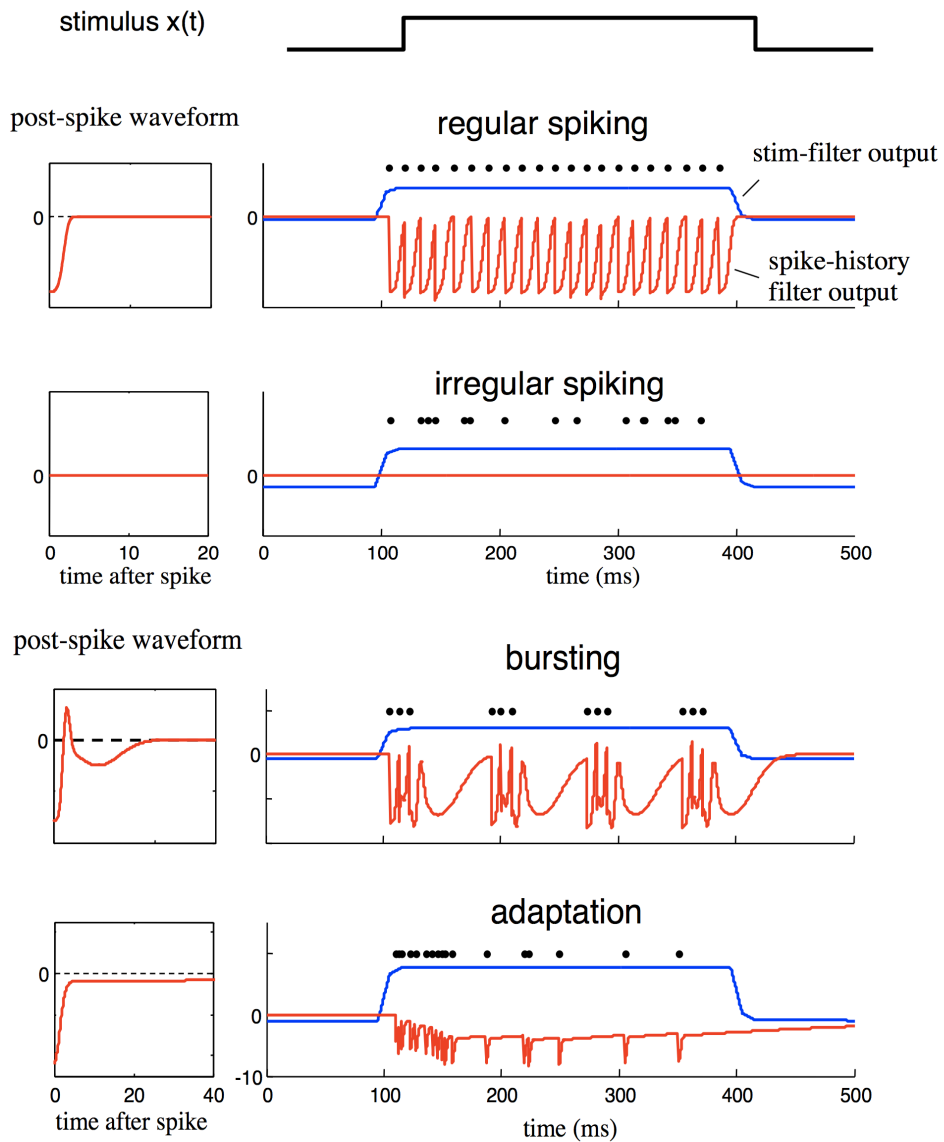 stimulus x(t)
post-spike waveform
regular spiking
stim-filter output
0
spike-history
filter output
irregular spiking
0
0
0 10 20
time after spike
0 100 200 300 400 500
time (ms)
post-spike waveform
bursting
0
0
adaptation
0
0
-10
0 20 40
time after spike
0 100 200 300 400 500
time (ms)